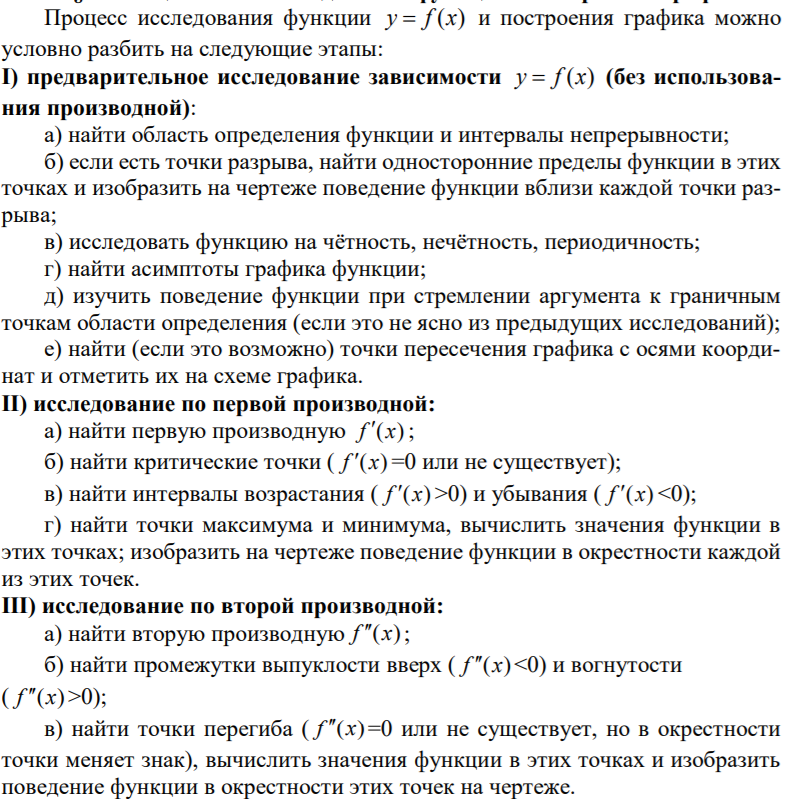 Процесс исследования функции y = f(x) и построения графика можно
условно разбить на следующие этапы:
I) предварительное исследование зависимости y = f(x) (без использова-
ния производной):
а) найти область определения функции и интервалы непрерывности;
б) если есть точки разрыва, найти односторонние пределы функции в этих
точках и изобразить на чертеже поведение функции вблизи каждой точки раз-
рыва;
в) исследовать функцию на чётность, нечётность, периодичность;
г) найти асимптоты графика функции;
д) изучить поведение функции при стремлении аргумента к граничным
точкам области определения (если это не ясно из предыдущих исследований);
е) найти (если это возможно) точки пересечения графика с осями коорди-
нат и отметить их на схеме графика.
II) исследование по первой производной:
а) найти первую производную f′(x);
б) найти критические точки ( f′(x)=0 или не существует);
в) найти интервалы возрастания ( f′(x)>0) и убывания ( f′(x)<0);
г) найти точки максимума и минимума, вычислить значения функции в
этих точках; изобразить на чертеже поведение функции в окрестности каждой
из этих точек.
III) исследование по второй производной:
а) найти вторую производную f″(x);
б) найти промежутки выпуклости вверх ( f″(x)<0) и вогнутости
( f″(x)>0);
в) найти точки перегиба ( f″(x)=0 или не существует, но в окрестности
точки меняет знак), вычислить значения функции в этих точках и изобразить
поведение функции в окрестности этих точек на чертеже.